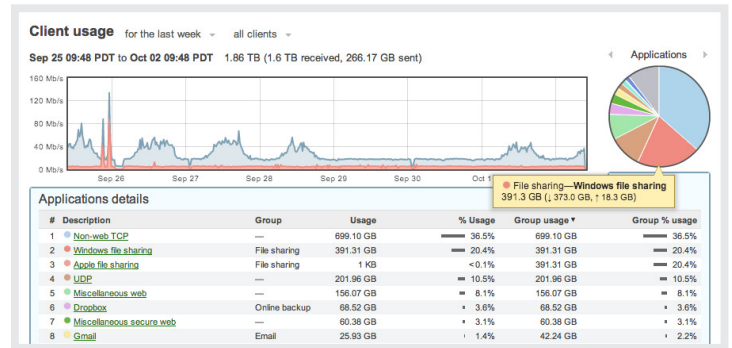 Client usage for the last week all clients
Sep 25 09:48 PDT to Oct 02 09:48 PDT 1.86 TB (1.6 TB received, 266.17 GB sent)
Applications
160 Mb/s
120 Mb/s
80 Mb/s
40 Mb/s
0 Mb/s
Sep 26 Sep 27 Sep 28 Sep 29 Sep 30 Oct 1
File sharing—Windows file sharing
391.3 GB (↓ 373.0 GB, ↑ 18.3 GB)
Applications details
# Description Group Usage % Usage Group usage ▼ Group % usage
1 Non-web TCP — 699.10 GB 36.5% 699.10 GB 36.5%
2 Windows file sharing File sharing 391.31 GB 20.4% 391.31 GB 20.4%
3 Apple file sharing File sharing 1 KB <0.1% 391.31 GB 20.4%
4 UDP — 201.96 GB 10.5% 201.96 GB 10.5%
5 Miscellaneous web — 156.07 GB 8.1% 156.07 GB 8.1%
6 Dropbox Online backup 68.52 GB 3.6% 68.52 GB 3.6%
7 Miscellaneous secure web — 60.38 GB 3.1% 60.38 GB 3.1%
8 Gmail Email 25.93 GB 1.4% 42.24 GB 2.2%